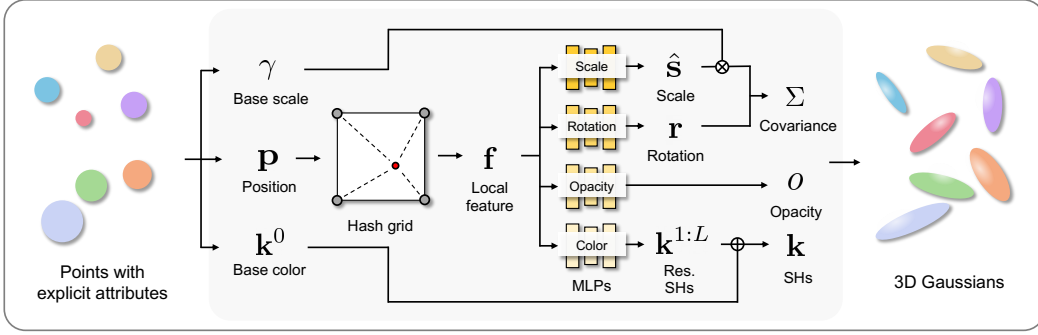 γ
Base scale
p
Position
k⁰
Base color
Points with
explicit attributes
Hash grid
f
Local
feature
Scale
Rotation
Opacity
Color
MLPs
ŝ
Scale
r
Rotation
k¹:ᴸ
Res.
SHs
Σ
Covariance
o
Opacity
k
SHs
3D Gaussians